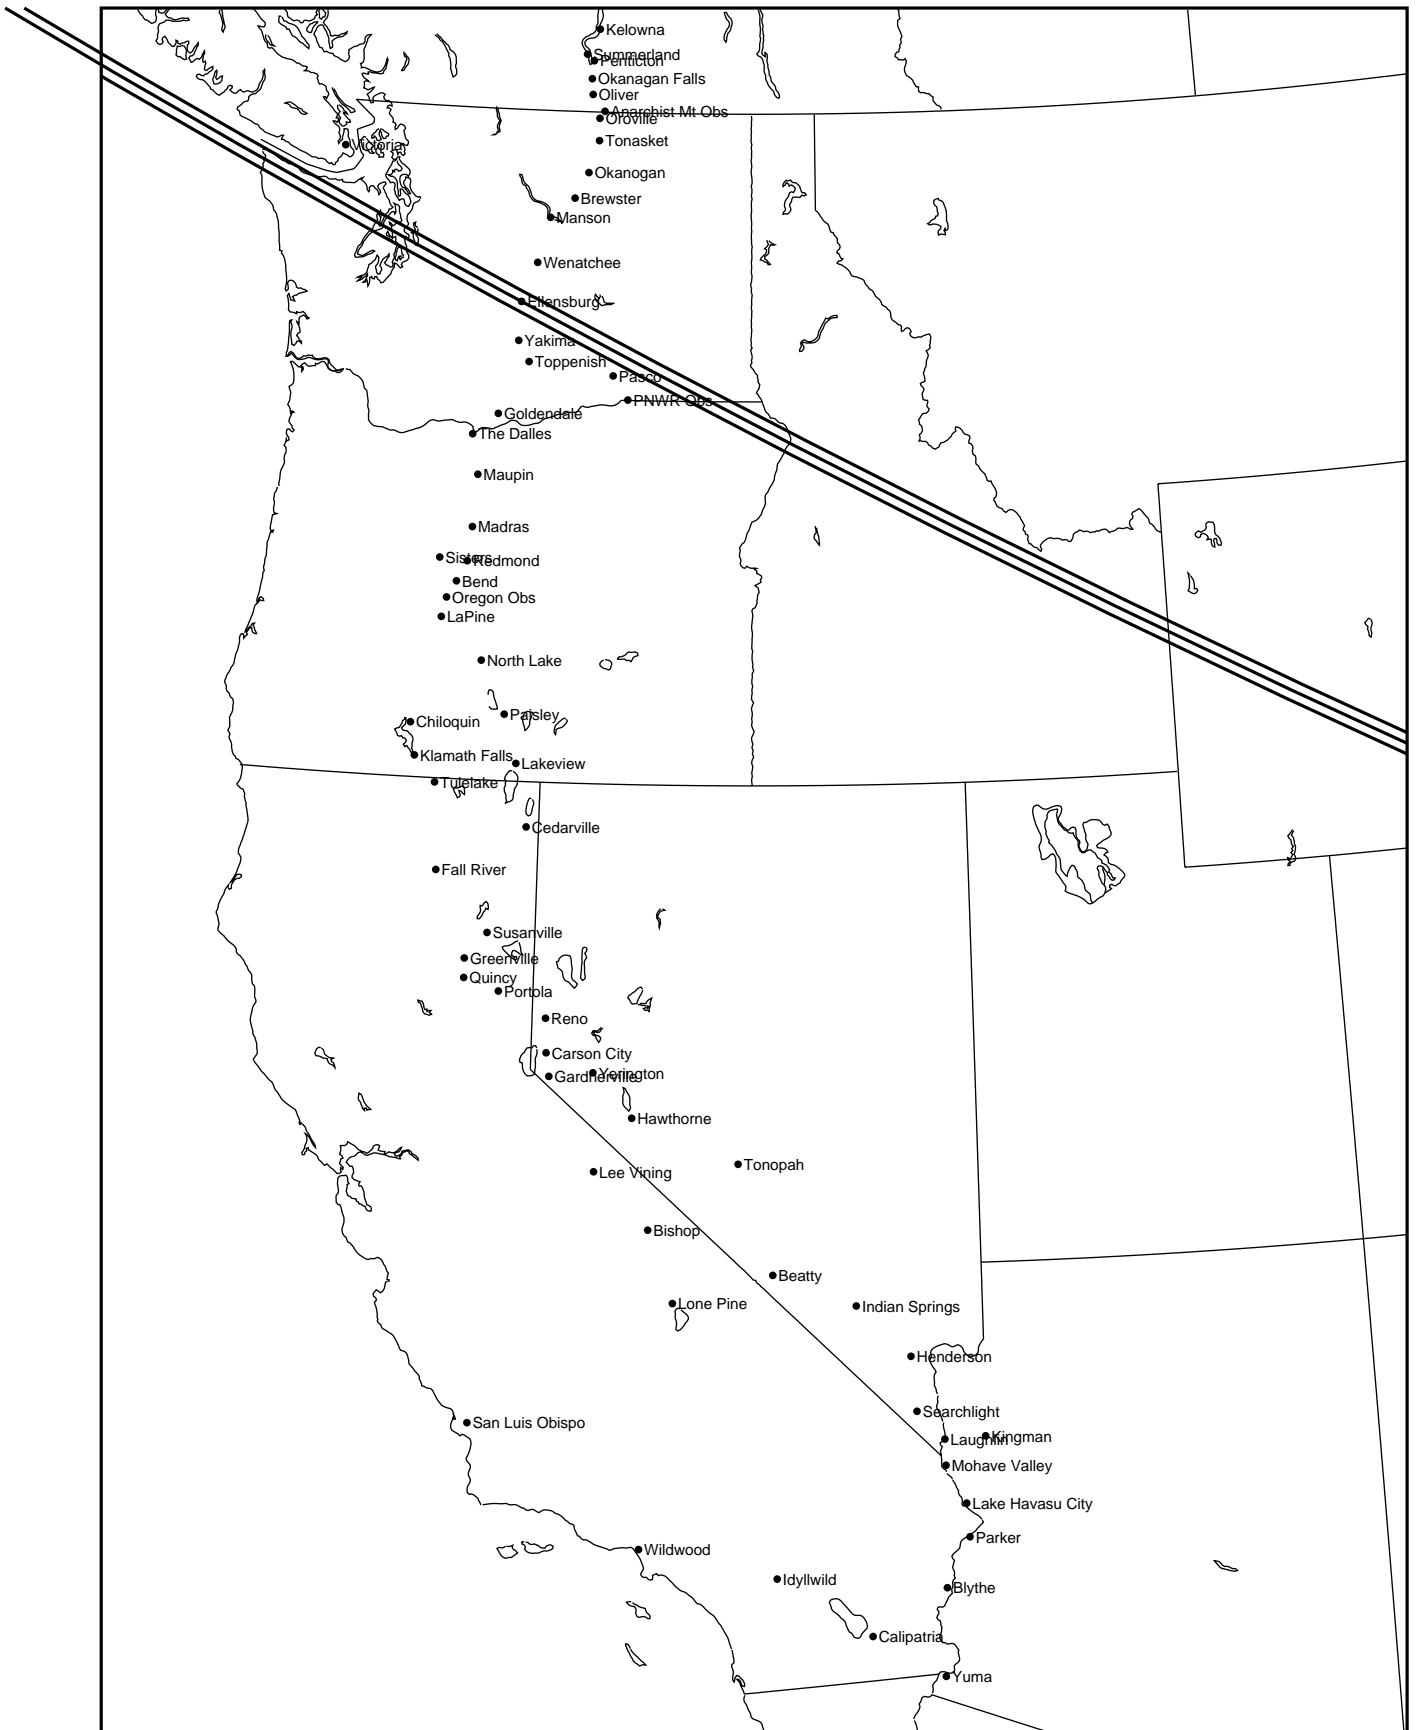 Kelowna
Summerland
Penticton
Okanagan Falls
Oliver
Anarchist Mt Obs
Oroville
Tonasket
Victoria
Okanogan
Brewster
Manson
Wenatchee
Ellensburg
Yakima
Toppenish
Pasco
PNWR Obs
Goldendale
The Dalles
Maupin
Madras
Sisters
Redmond
Bend
Oregon Obs
LaPine
North Lake
Paisley
Chiloquin
Klamath Falls
Lakeview
Tulelake
Cedarville
Fall River
Susanville
Greenville
Quincy
Portola
Reno
Carson City
Yerington
Gardnerville
Hawthorne
Tonopah
Lee Vining
Bishop
Beatty
Lone Pine
Indian Springs
Henderson
Searchlight
San Luis Obispo
Kingman
Laughlin
Mohave Valley
Lake Havasu City
Parker
Wildwood
Idyllwild
Blythe
Calipatria
Yuma